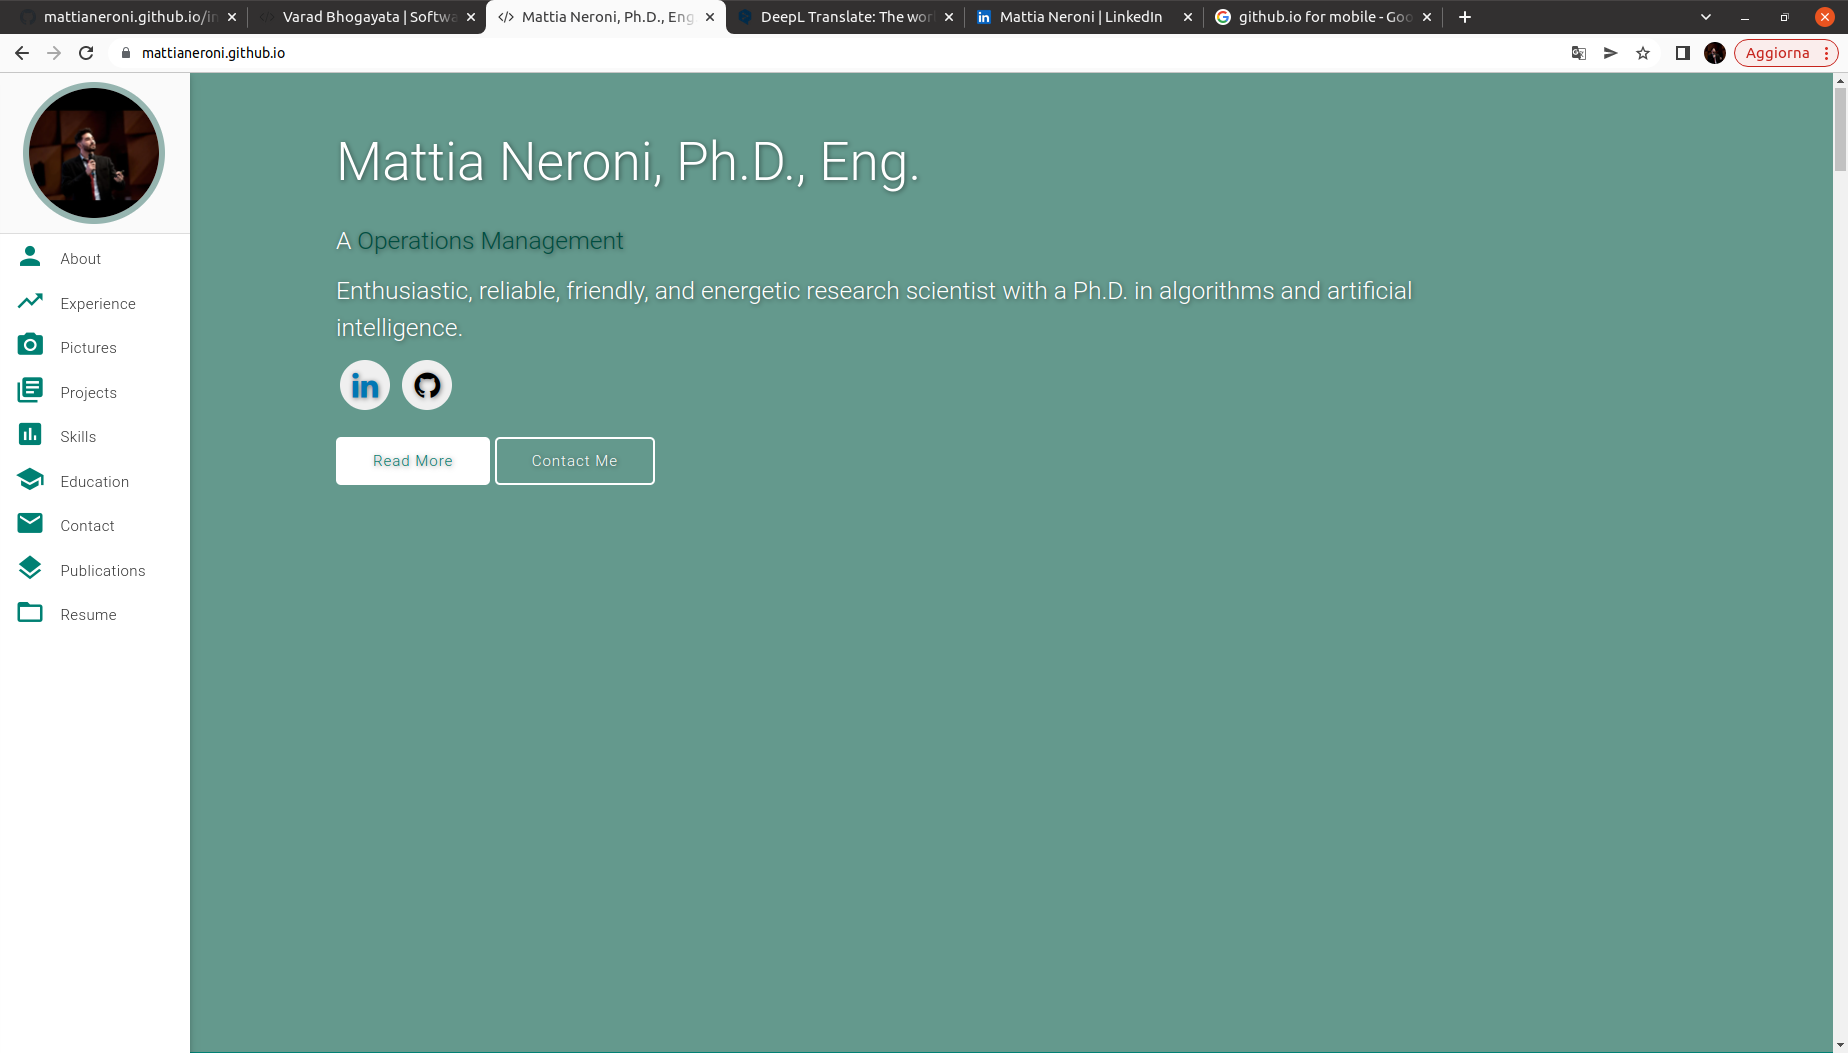 mattianeroni.github.io/in
Varad Bhogayata | Softwa
Mattia Neroni, Ph.D., Eng
DeepL Translate: The worl
Mattia Neroni | LinkedIn
github.io for mobile - Goo
mattianeroni.github.io
Aggiorna
About
Experience
Pictures
Projects
Skills
Education
Contact
Publications
Resume
Mattia Neroni, Ph.D., Eng.
A Operations Management
Enthusiastic, reliable, friendly, and energetic research scientist with a Ph.D. in algorithms and artificial
intelligence.
in
Read More
Contact Me